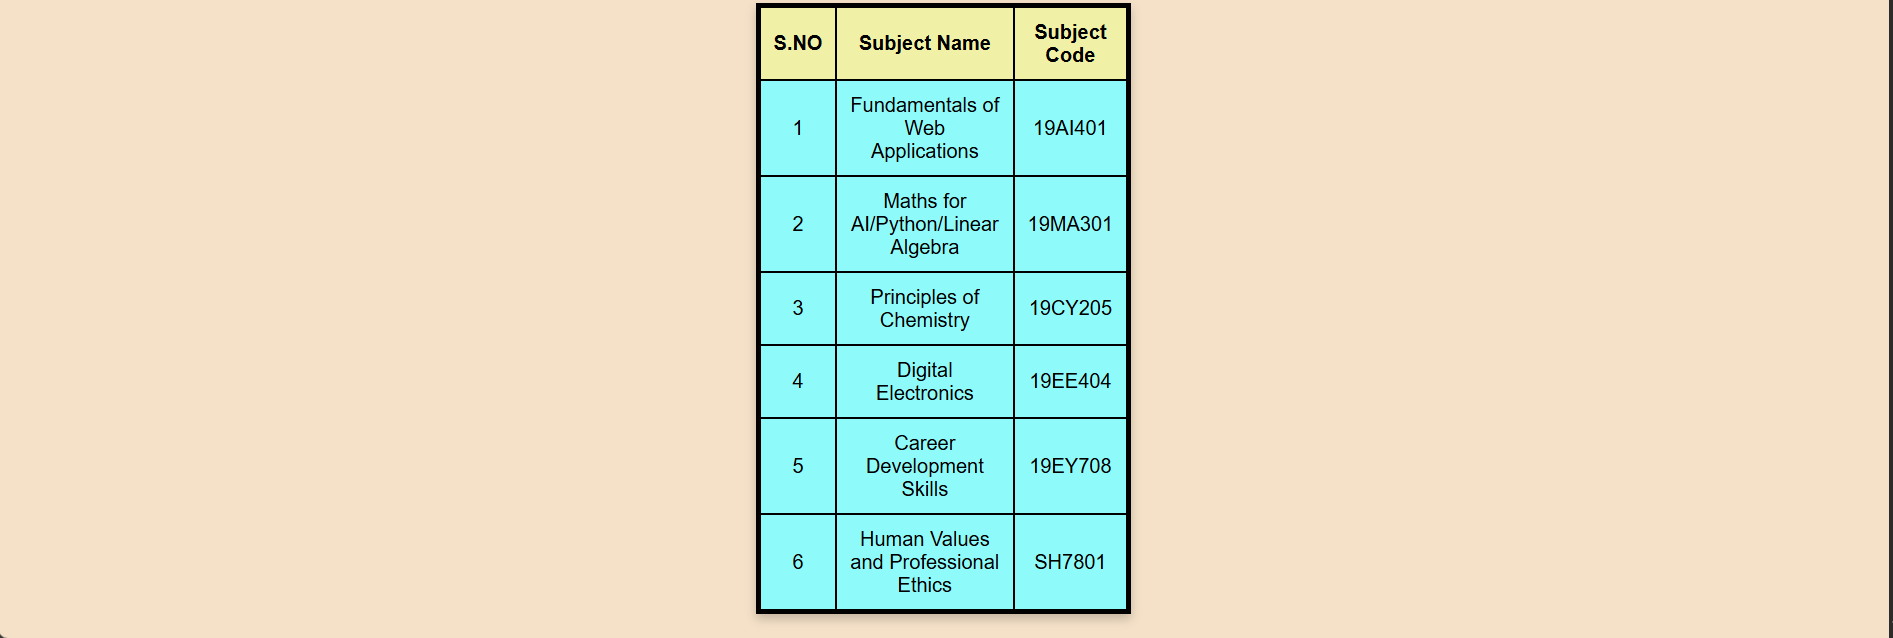 S.NO Subject Name Subject
Code
1 Fundamentals of
Web
Applications 19AI401
2 Maths for
AI/Python/Linear
Algebra 19MA301
3 Principles of
Chemistry 19CY205
4 Digital
Electronics 19EE404
5 Career
Development
Skills 19EY708
6 Human Values
and Professional
Ethics SH7801